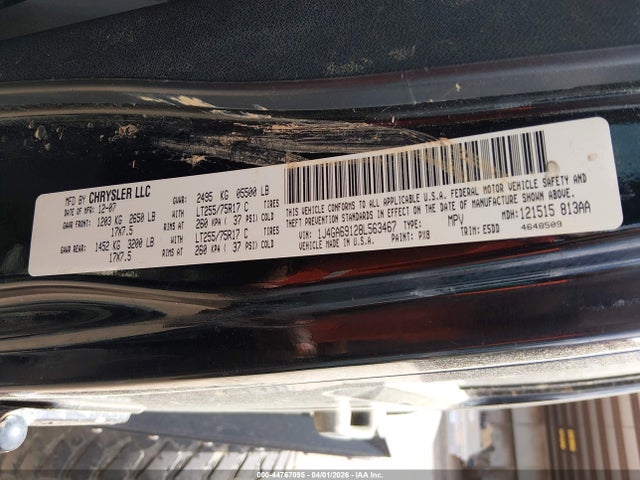 MFD BY CHRYSLER LLC
DATE OF MFR 12-07 GVWR: 2495 KG 05500 LB
GAWR FRONT: 1203 KG 2650 LB WITH LT255/75R17 C TIRES
17X7.5 RIMS AT 260 KPA ( 37 PSI ) COLD
GAWR REAR: 1452 KG 3200 LB WITH LT255/75R17 C TIRES
17X7.5 RIMS AT 260 KPA ( 37 PSI ) COLD
THIS VEHICLE CONFORMS TO ALL APPLICABLE U.S.A. FEDERAL MOTOR VEHICLE SAFETY AND
THEFT PREVENTION STANDARDS IN EFFECT ON THE DATE OF MANUFACTURE SHOWN ABOVE.
VIN: 1J4GA69128L563467 TYPE: MPV MDH: 121515 813AA
VEHICLE MADE IN U.S.A. PAINT: PX8 TRIM: E5DD 4648509
000-44767095 - 04/01/2026 - IAAI.COM